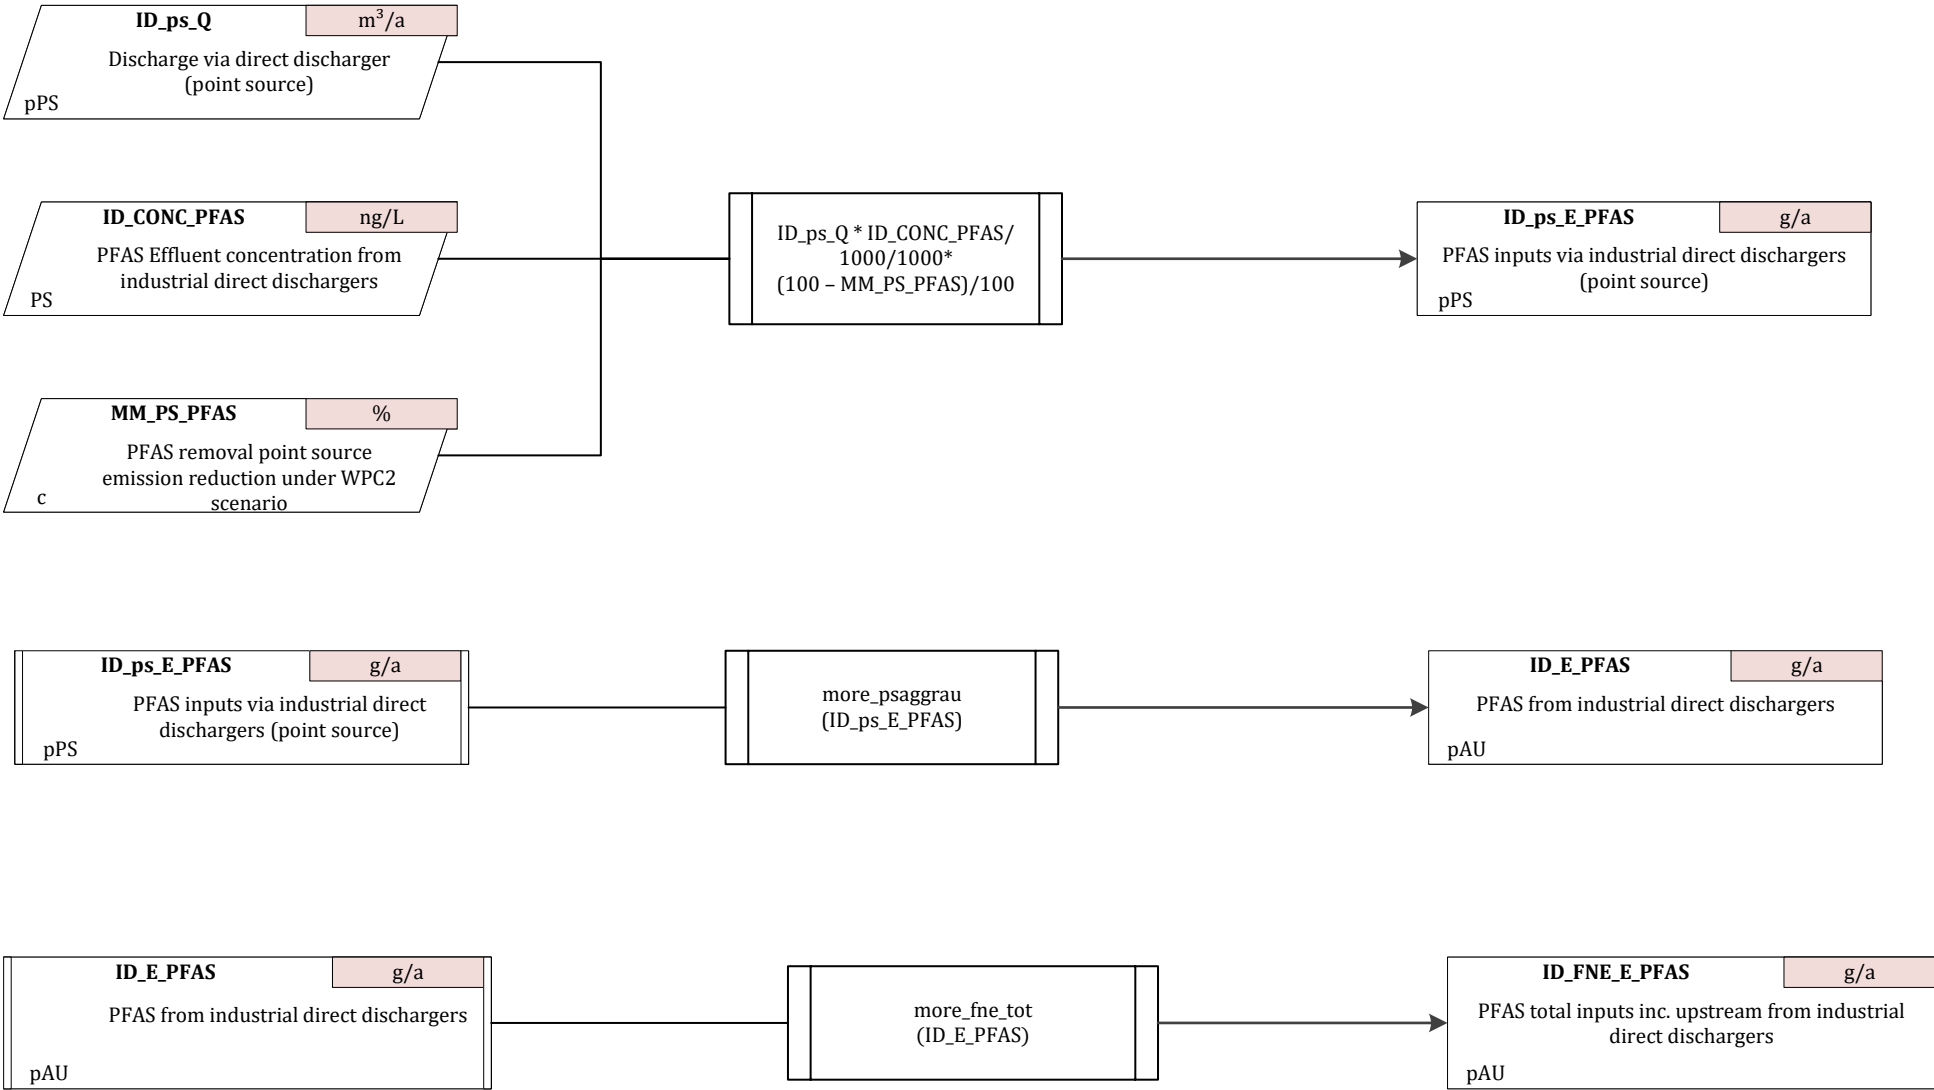 ID_ps_Q
m³/a
Discharge via direct discharger
(point source)
pPS
ID_CONC_PFAS
ng/L
PFAS Effluent concentration from
industrial direct dischargers
PS
MM_PS_PFAS
%
PFAS removal point source
emission reduction under WPC2
scenario
c
ID_ps_Q * ID_CONC_PFAS/
1000/1000*
(100 – MM_PS_PFAS)/100
ID_ps_E_PFAS
g/a
PFAS inputs via industrial direct dischargers
(point source)
pPS
ID_ps_E_PFAS
g/a
PFAS inputs via industrial direct
dischargers (point source)
pPS
more_psaggrau
(ID_ps_E_PFAS)
ID_E_PFAS
g/a
PFAS from industrial direct dischargers
pAU
ID_E_PFAS
g/a
PFAS from industrial direct dischargers
pAU
more_fne_tot
(ID_E_PFAS)
ID_FNE_E_PFAS
g/a
PFAS total inputs inc. upstream from industrial
direct dischargers
pAU